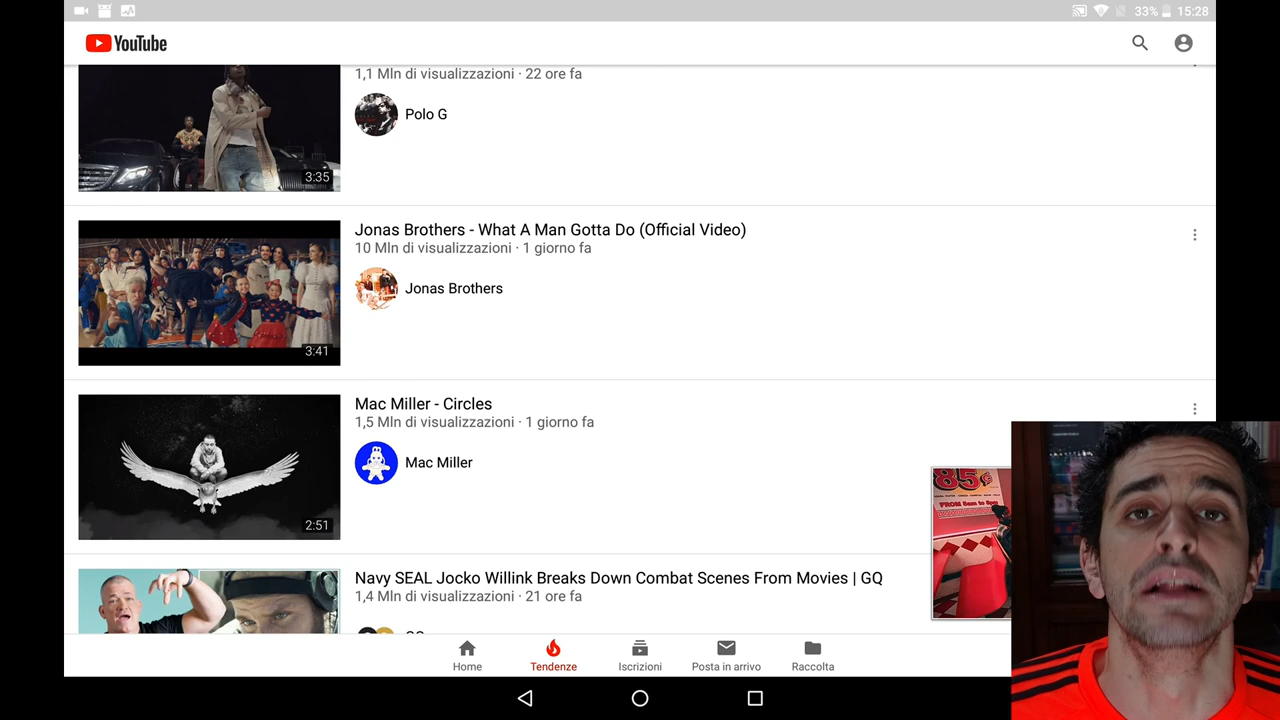 33% 15:28
YouTube
1,1 Mln di visualizzazioni · 22 ore fa
Polo G
3:35
Jonas Brothers - What A Man Gotta Do (Official Video)
10 Mln di visualizzazioni · 1 giorno fa
Jonas Brothers
3:41
Mac Miller - Circles
1,5 Mln di visualizzazioni · 1 giorno fa
Mac Miller
2:51
85¢
FROM 5am to 8pm
Navy SEAL Jocko Willink Breaks Down Combat Scenes From Movies | GQ
1,4 Mln di visualizzazioni · 21 ore fa
Home
Tendenze
Iscrizioni
Posta in arrivo
Raccolta